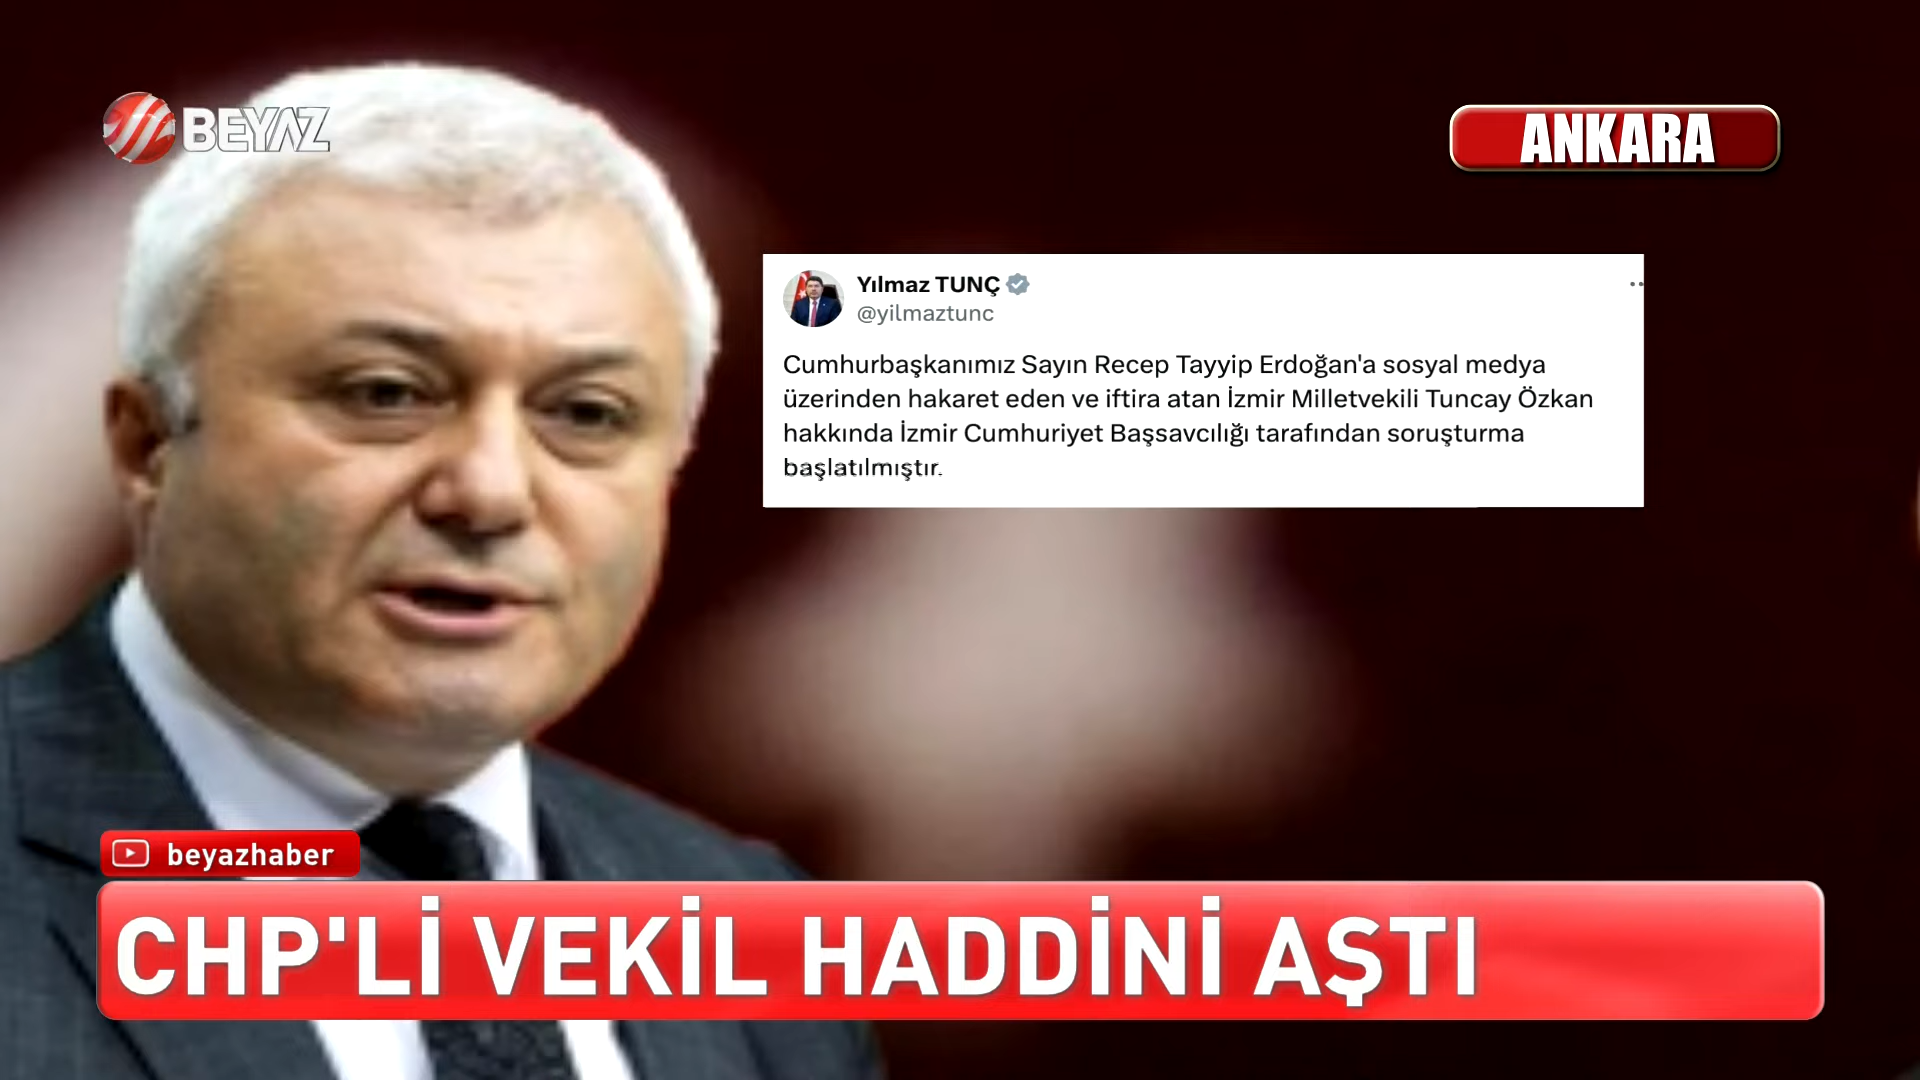 BEYAZ
ANKARA
Yılmaz TUNÇ
@yilmaztunc
Cumhurbaşkanımız Sayın Recep Tayyip Erdoğan'a sosyal medya
üzerinden hakaret eden ve iftira atan İzmir Milletvekili Tuncay Özkan
hakkında İzmir Cumhuriyet Başsavcılığı tarafından soruşturma
başlatılmıştır.
beyazhaber
CHP'Lİ VEKİL HADDİNİ AŞTI